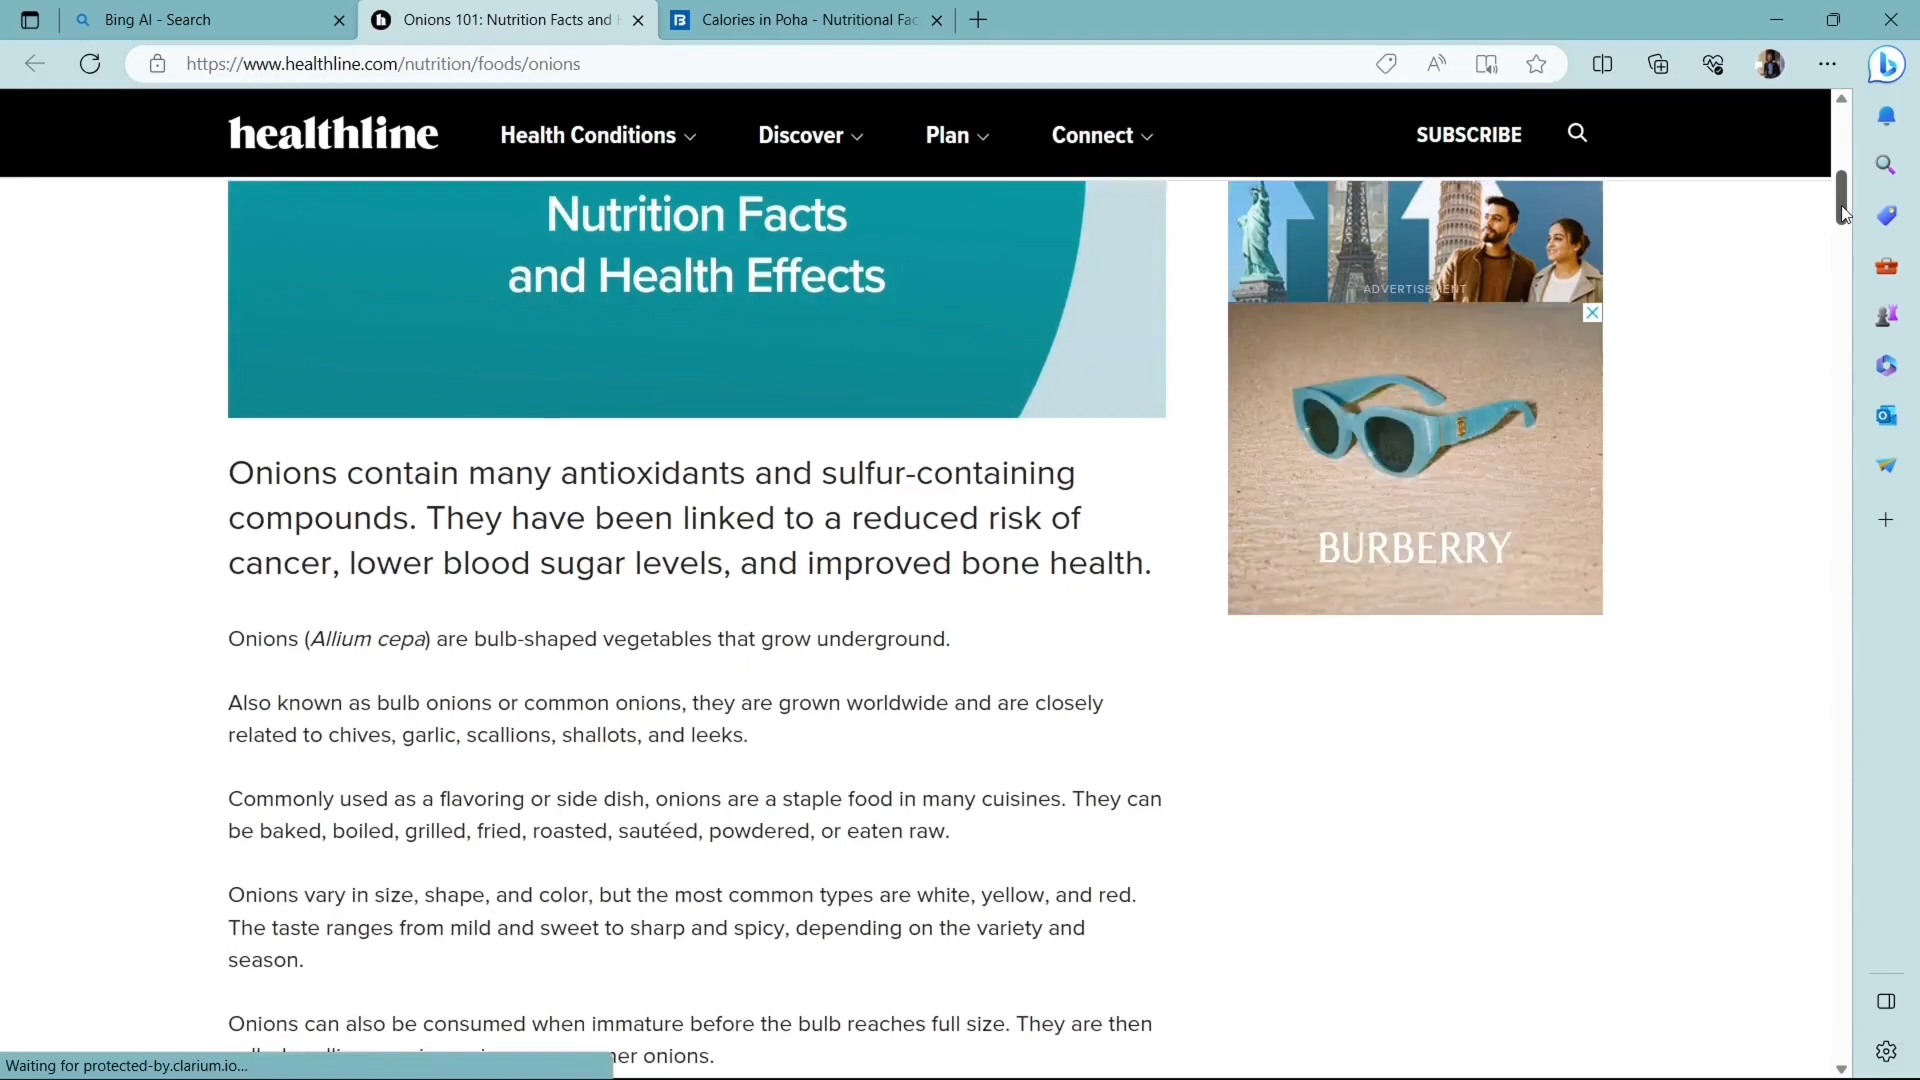 Bing AI - Search
Onions 101: Nutrition Facts and
Calories in Poha - Nutritional Fac
https://www.healthline.com/nutrition/foods/onions
healthline
Health Conditions
Discover
Plan
Connect
SUBSCRIBE
Nutrition Facts
and Health Effects
ADVERTISEMENT
BURBERRY
Onions contain many antioxidants and sulfur-containing
compounds. They have been linked to a reduced risk of
cancer, lower blood sugar levels, and improved bone health.
Onions (Allium cepa) are bulb-shaped vegetables that grow underground.
Also known as bulb onions or common onions, they are grown worldwide and are closely
related to chives, garlic, scallions, shallots, and leeks.
Commonly used as a flavoring or side dish, onions are a staple food in many cuisines. They can
be baked, boiled, grilled, fried, roasted, sautéed, powdered, or eaten raw.
Onions vary in size, shape, and color, but the most common types are white, yellow, and red.
The taste ranges from mild and sweet to sharp and spicy, depending on the variety and
season.
Onions can also be consumed when immature before the bulb reaches full size. They are then
onions.
Waiting for protected-by.clarium.io...